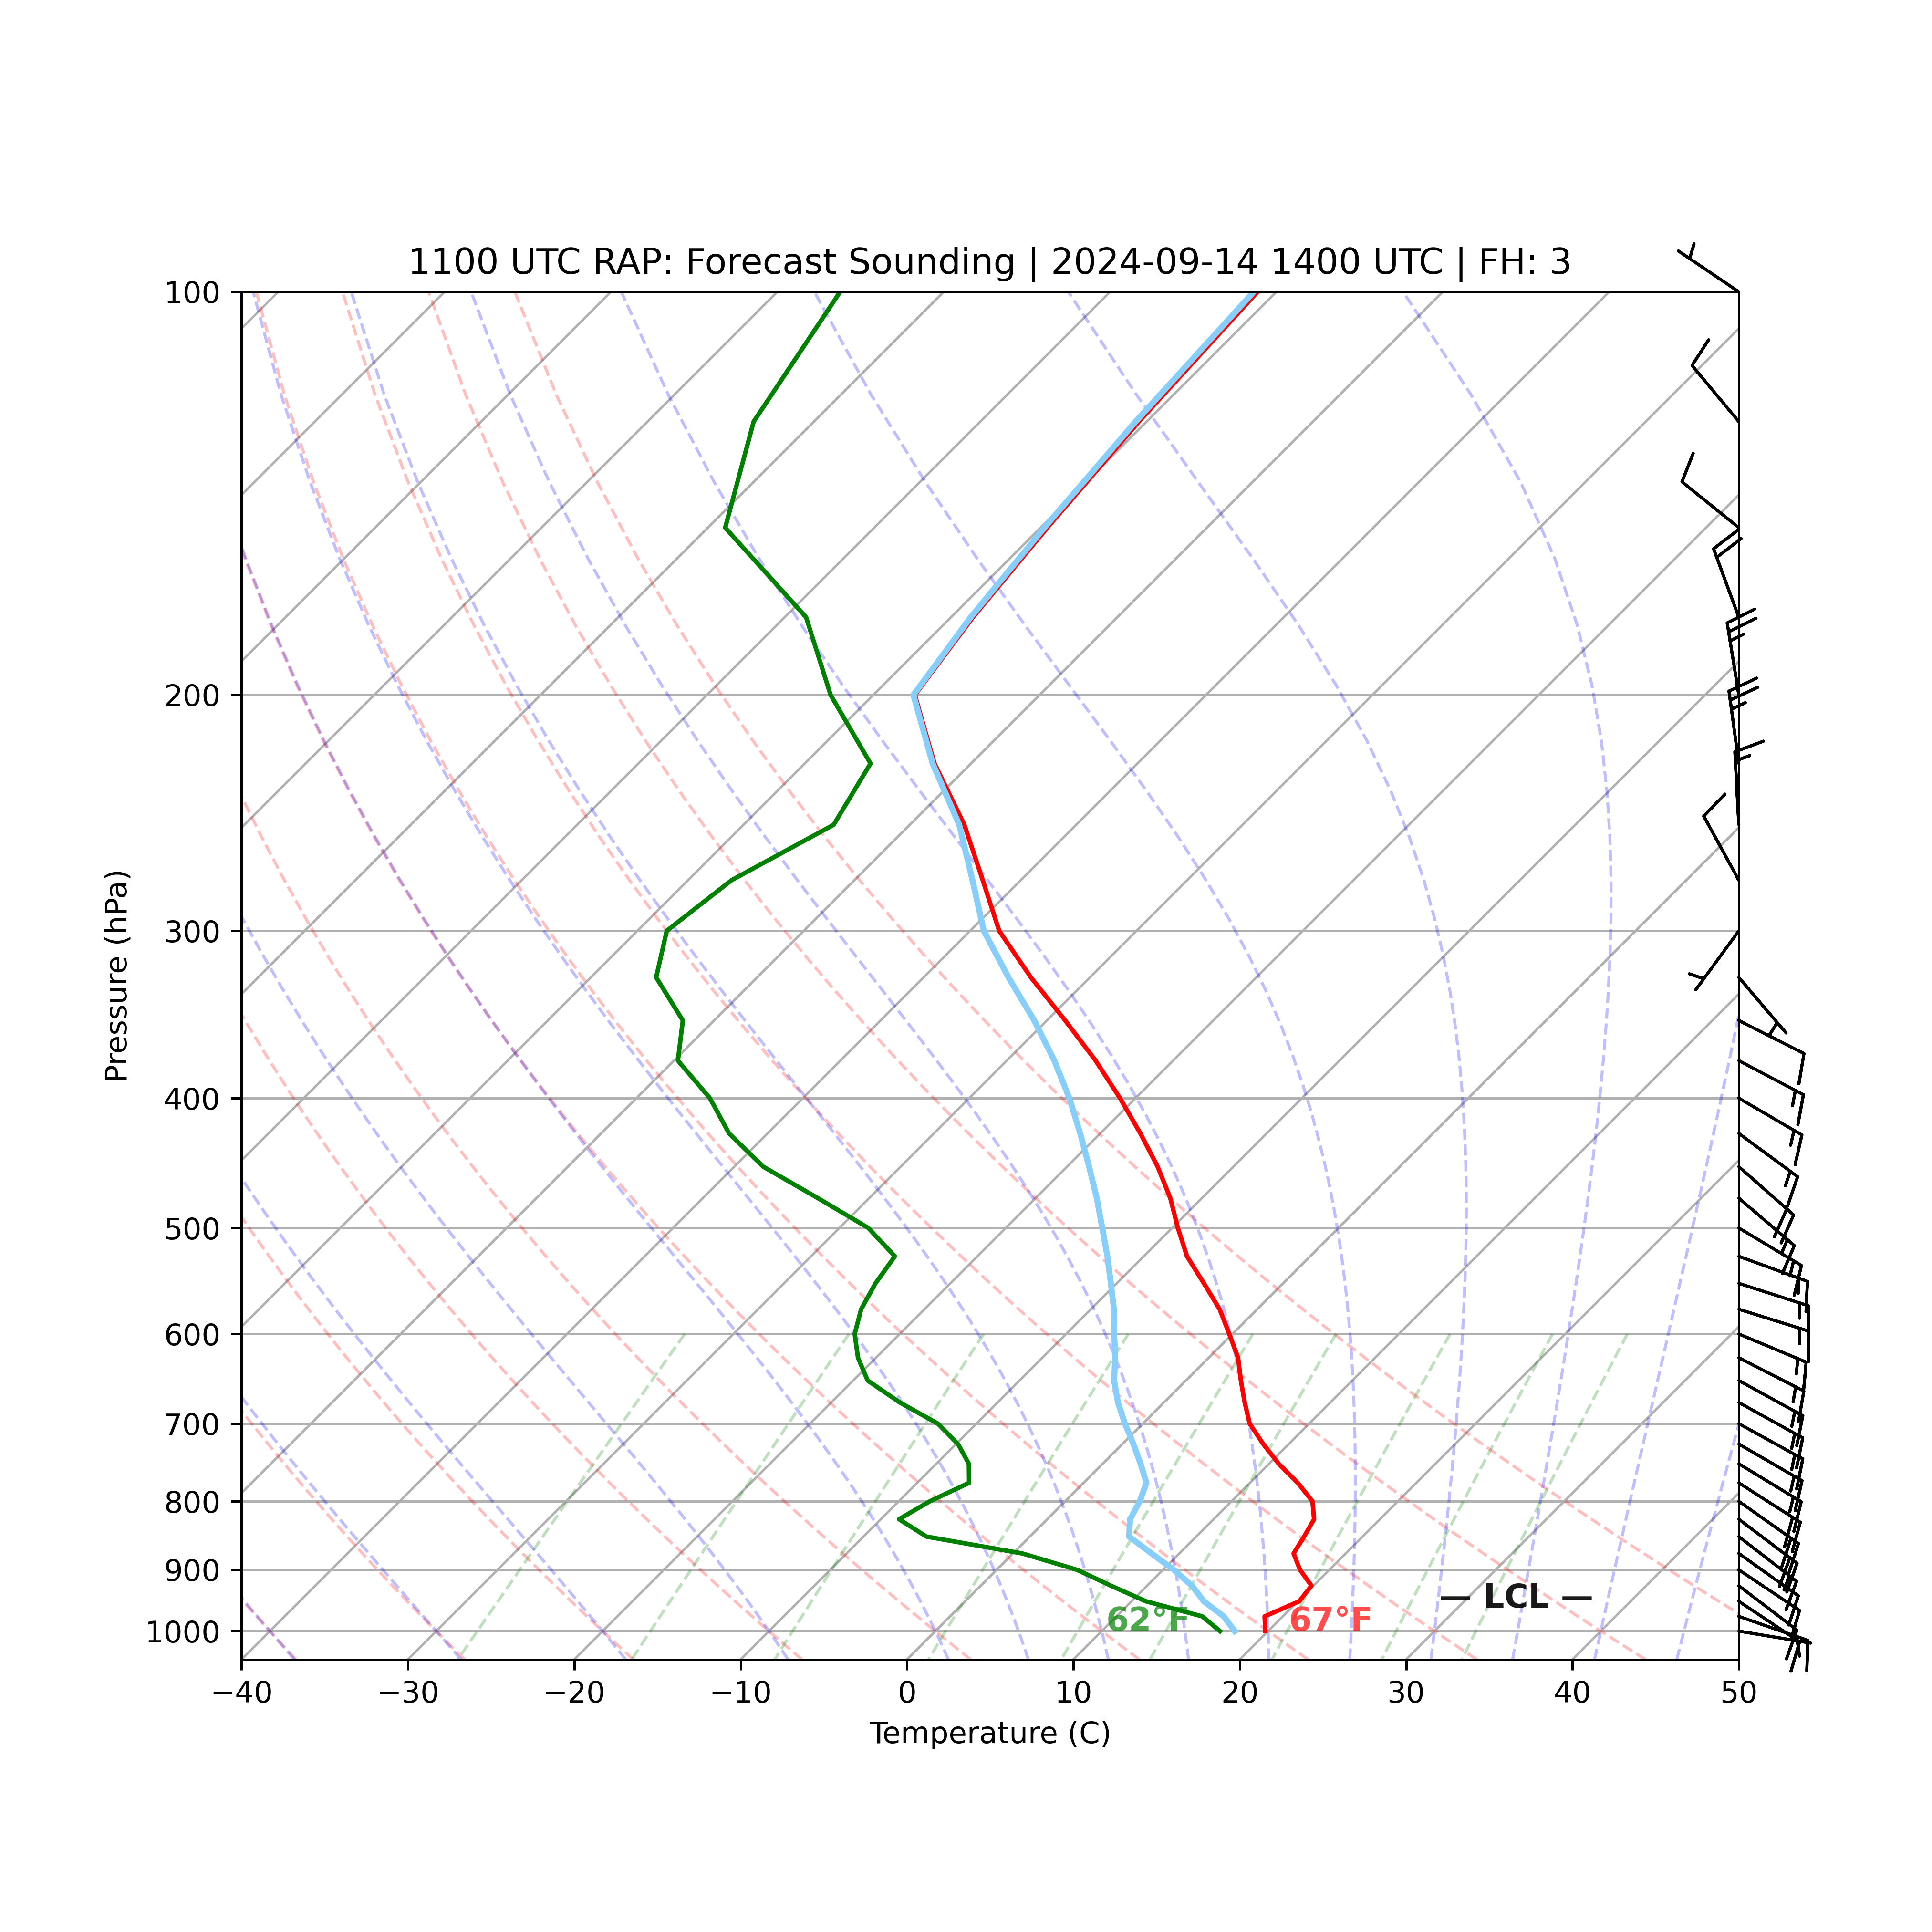 1100 UTC RAP: Forecast Sounding | 2024-09-14 1400 UTC | FH: 3
100
200
300
400
500
600
700
800
900
1000
Pressure (hPa)
— LCL —
62°F
67°F
−40 −30 −20 −10 0 10 20 30 40 50
Temperature (C)